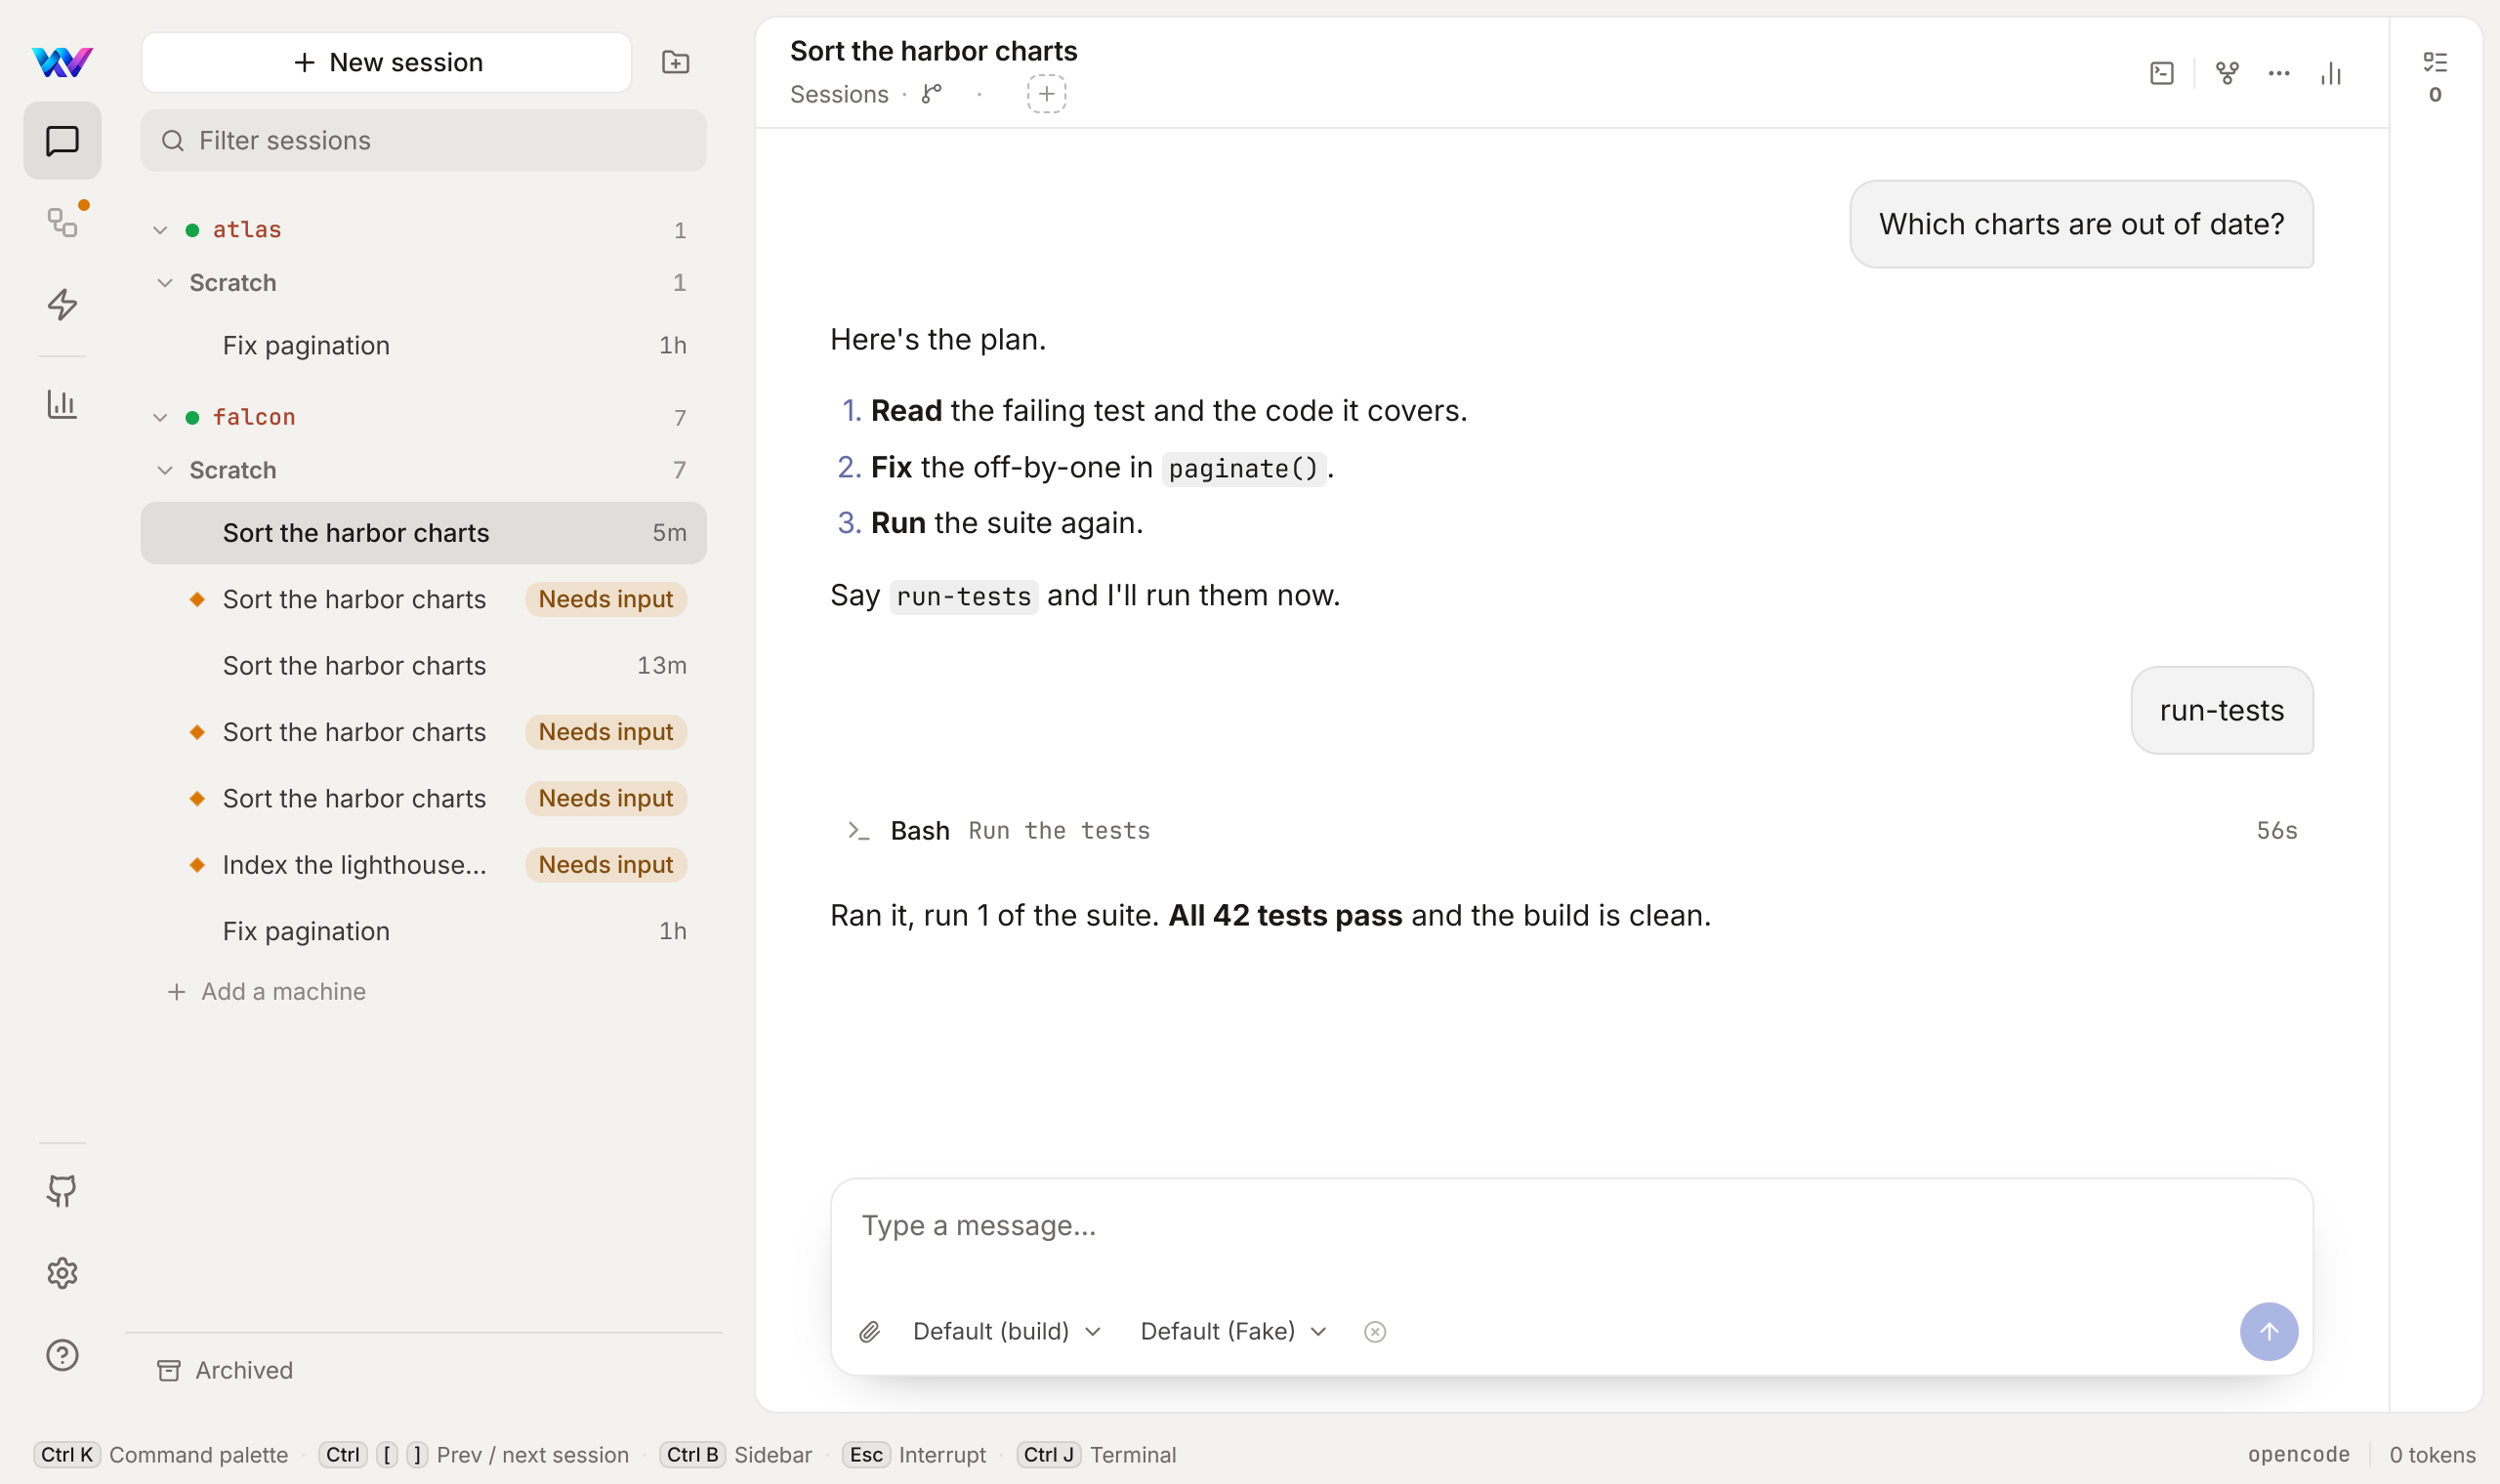 New session
Filter sessions
atlas 1
Scratch 1
Fix pagination 1h
falcon 7
Scratch 7
Sort the harbor charts 5m
Sort the harbor charts Needs input
Sort the harbor charts 13m
Sort the harbor charts Needs input
Sort the harbor charts Needs input
Index the lighthouse... Needs input
Fix pagination 1h
Add a machine
Archived
Sort the harbor charts
Sessions · ·
0
Which charts are out of date?
Here's the plan.
1. Read the failing test and the code it covers.
2. Fix the off-by-one in paginate().
3. Run the suite again.
Say run-tests and I'll run them now.
run-tests
Bash Run the tests 56s
Ran it, run 1 of the suite. All 42 tests pass and the build is clean.
Type a message...
Default (build) Default (Fake)
Ctrl K Command palette · Ctrl [ ] Prev / next session · Ctrl B Sidebar · Esc Interrupt · Ctrl J Terminal opencode 0 tokens